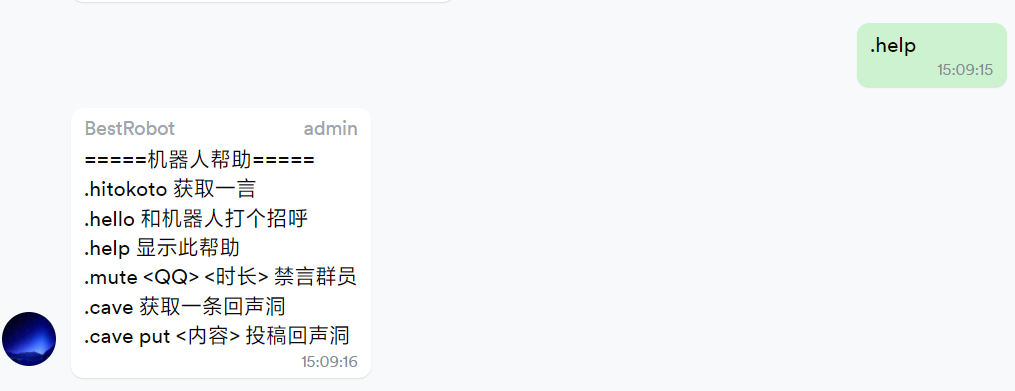 .help
15:09:15
BestRobot admin
=====机器人帮助=====
.hitokoto 获取一言
.hello 和机器人打个招呼
.help 显示此帮助
.mute <QQ> <时长> 禁言群员
.cave 获取一条回声洞
.cave put <内容> 投稿回声洞
15:09:16